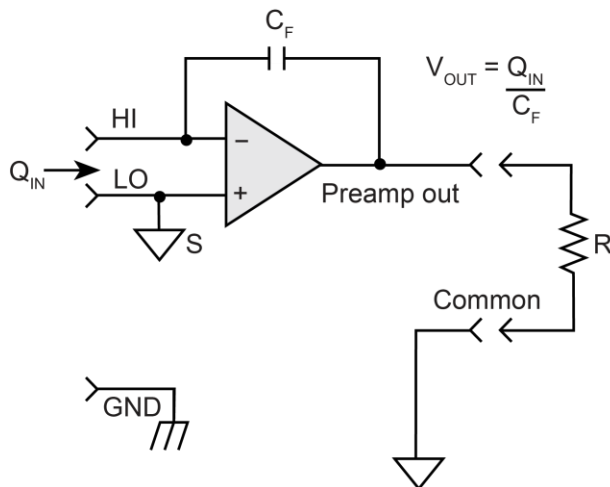 C_F
V_OUT = Q_IN
C_F
HI
−
Q_IN
LO
+
Preamp out
S
R
Common
GND